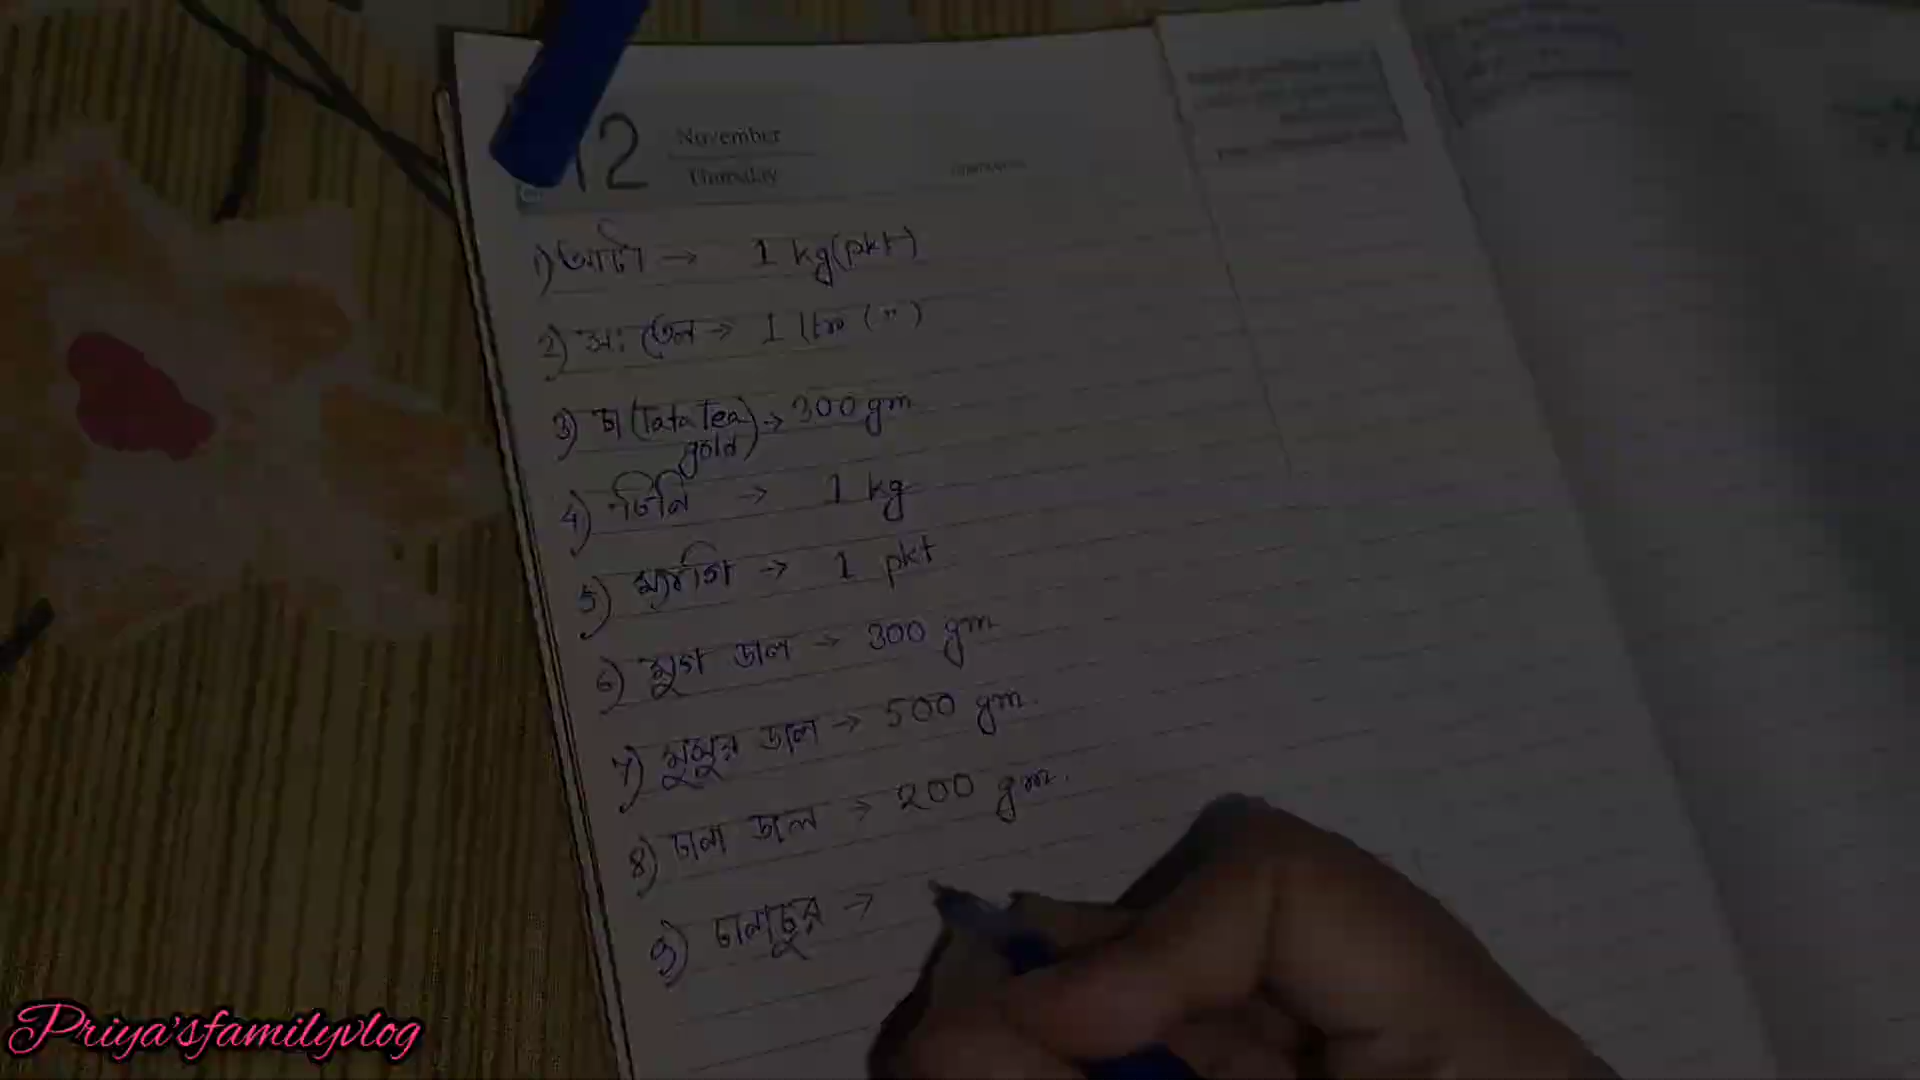 12
November
Thursday
1) আটা → 1 kg(pkt)
2) সঃ তেল → 1 ltr (")
3) চা (Tata Tea gold) → 300 gm
4) চিনি → 1 kg
5) ম্যাগি → 1 pkt
6) মুগ ডাল → 300 gm
7) মুসুর ডাল → 500 gm.
8) চানা ডাল → 200 gm.
9) চানাচুর →
Priya'sfamilyvlog